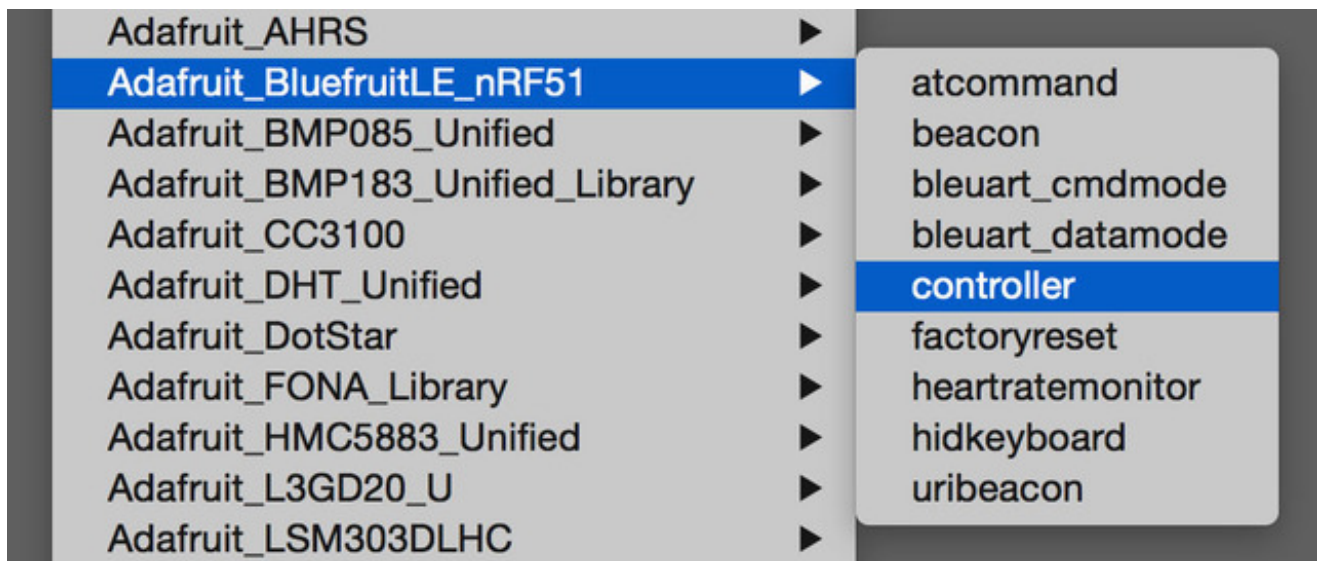 Adafruit_AHRS
Adafruit_BluefruitLE_nRF51
Adafruit_BMP085_Unified
Adafruit_BMP183_Unified_Library
Adafruit_CC3100
Adafruit_DHT_Unified
Adafruit_DotStar
Adafruit_FONA_Library
Adafruit_HMC5883_Unified
Adafruit_L3GD20_U
Adafruit_LSM303DLHC
atcommand
beacon
bleuart_cmdmode
bleuart_datamode
controller
factoryreset
heartratemonitor
hidkeyboard
uribeacon